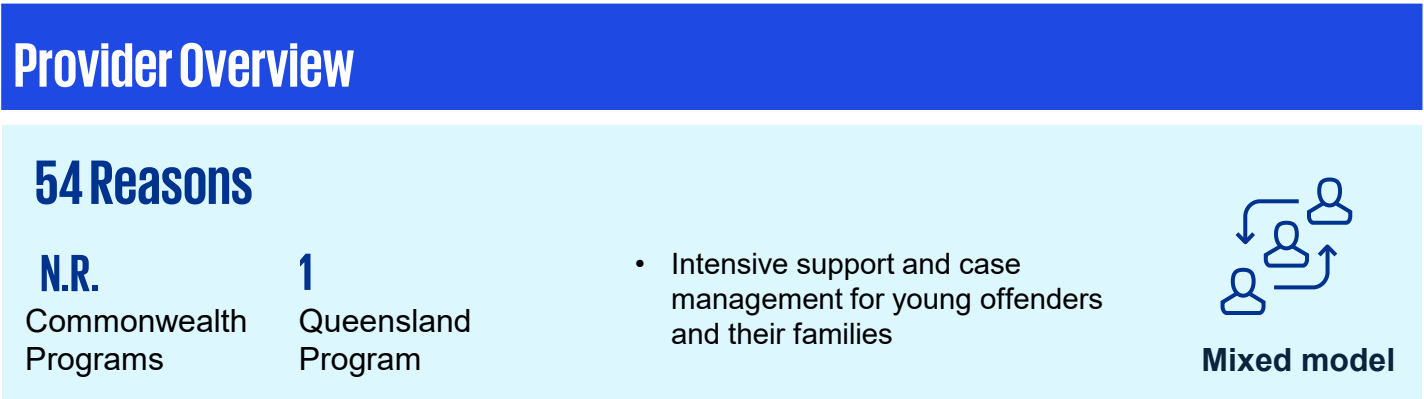 Provider Overview
54 Reasons
N.R.
Commonwealth
Programs
1
Queensland
Program
• Intensive support and case
management for young offenders
and their families
Mixed model